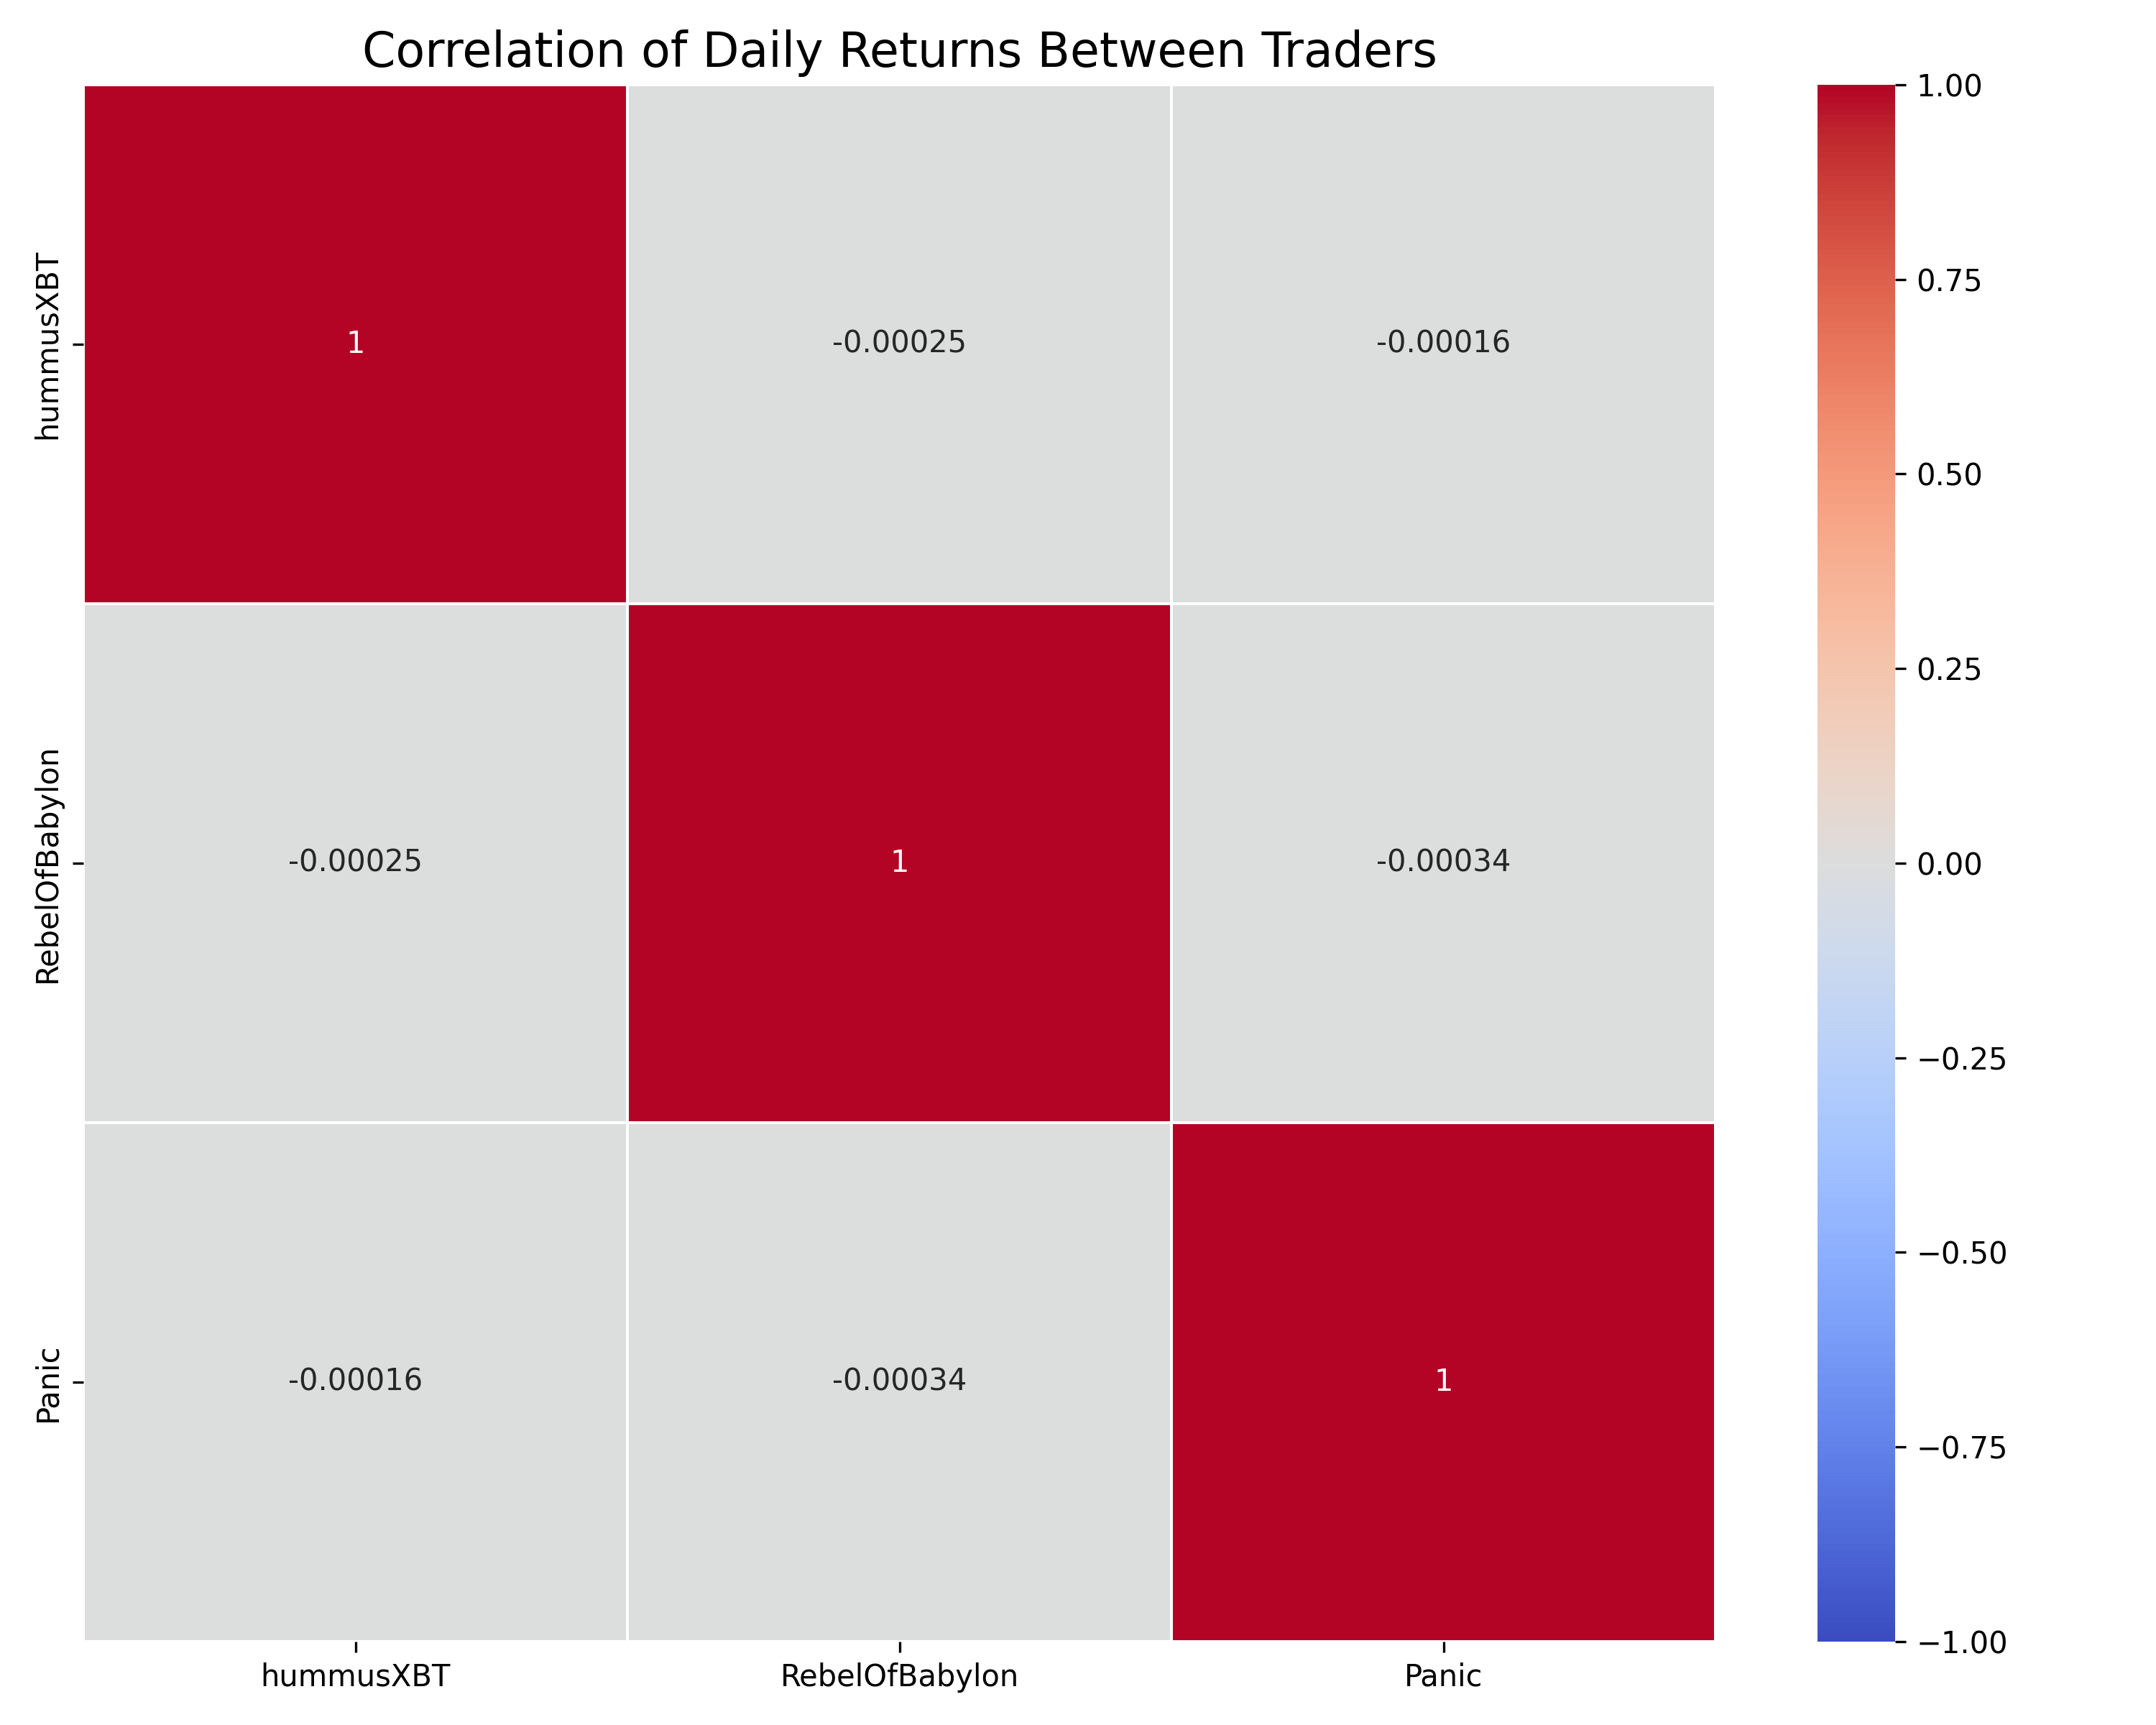 Correlation of Daily Returns Between Traders
hummusXBT
1
-0.00025
-0.00016
RebelOfBabylon
-0.00025
1
-0.00034
Panic
-0.00016
-0.00034
1
hummusXBT
RebelOfBabylon
Panic
1.00
0.75
0.50
0.25
0.00
−0.25
−0.50
−0.75
−1.00